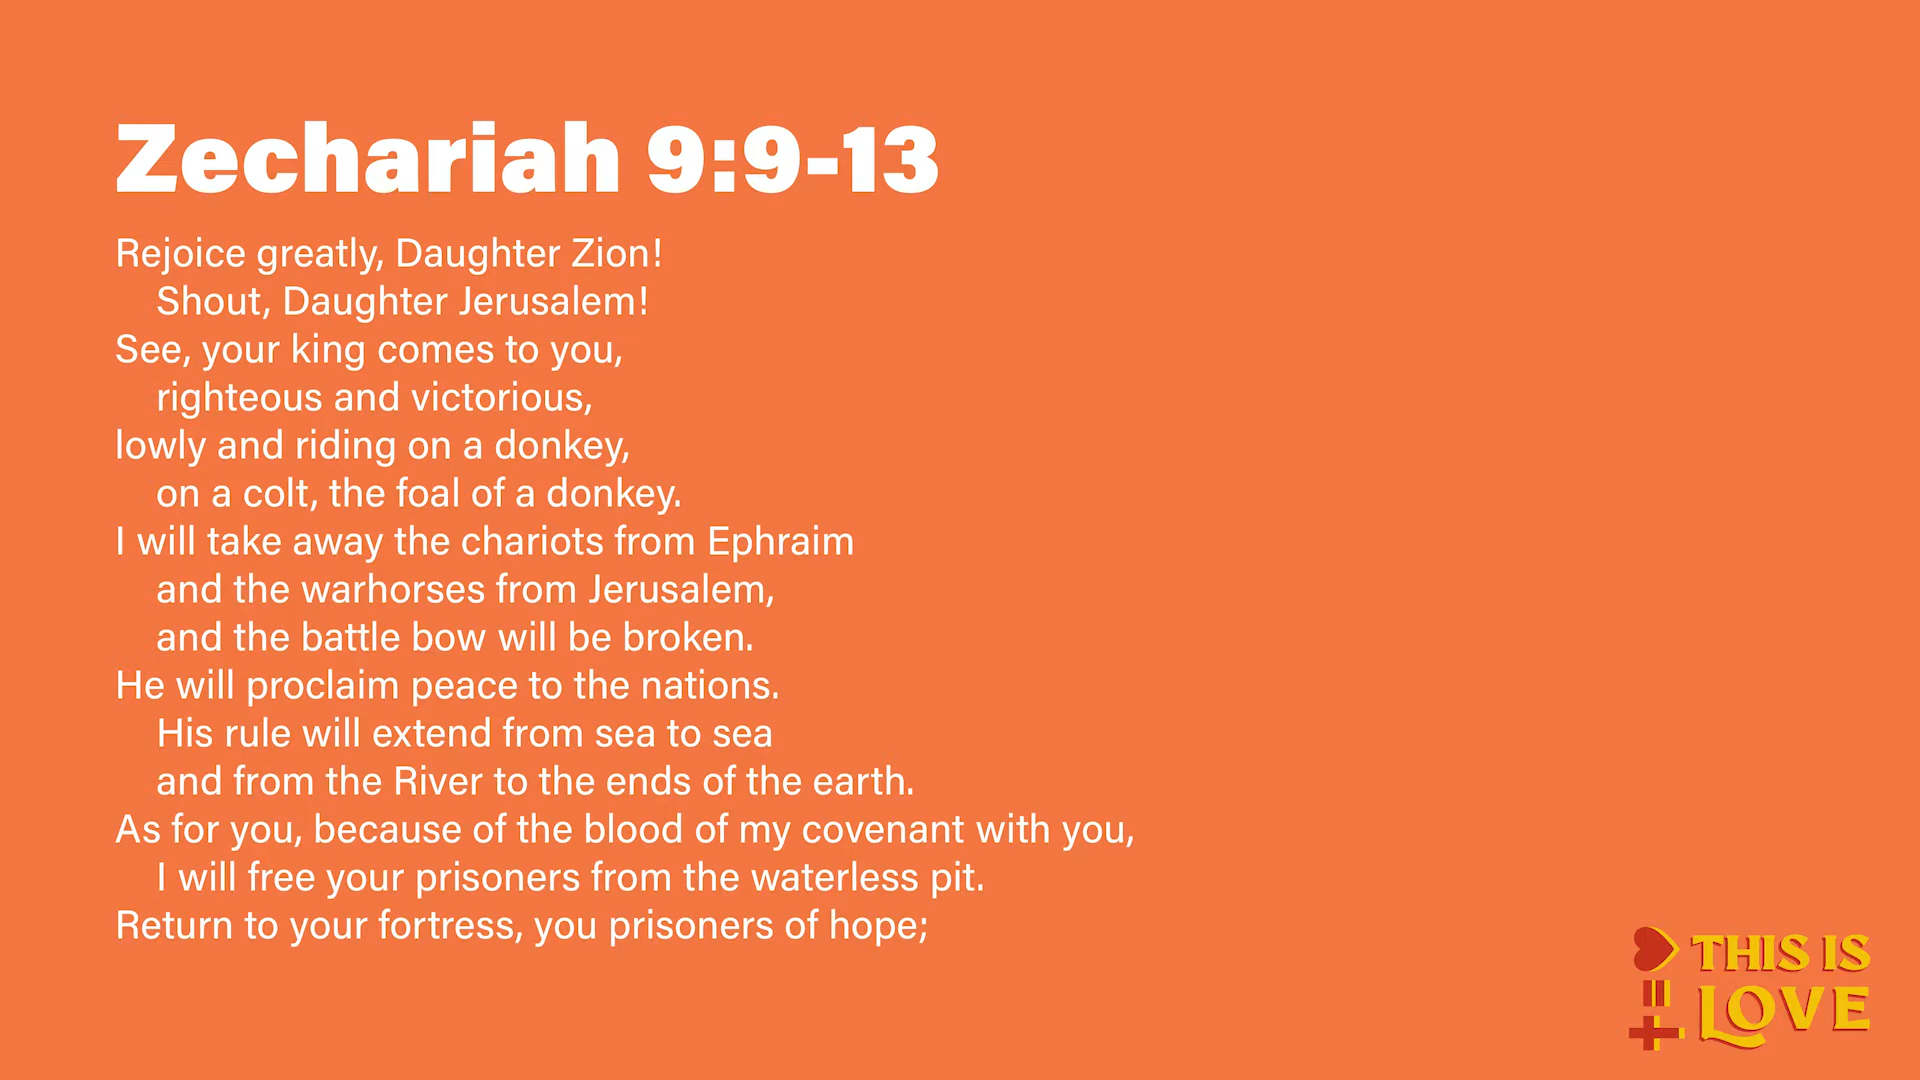 Zechariah 9:9-13
Rejoice greatly, Daughter Zion!
Shout, Daughter Jerusalem!
See, your king comes to you,
righteous and victorious,
lowly and riding on a donkey,
on a colt, the foal of a donkey.
I will take away the chariots from Ephraim
and the warhorses from Jerusalem,
and the battle bow will be broken.
He will proclaim peace to the nations.
His rule will extend from sea to sea
and from the River to the ends of the earth.
As for you, because of the blood of my covenant with you,
I will free your prisoners from the waterless pit.
Return to your fortress, you prisoners of hope;
THIS IS
LOVE